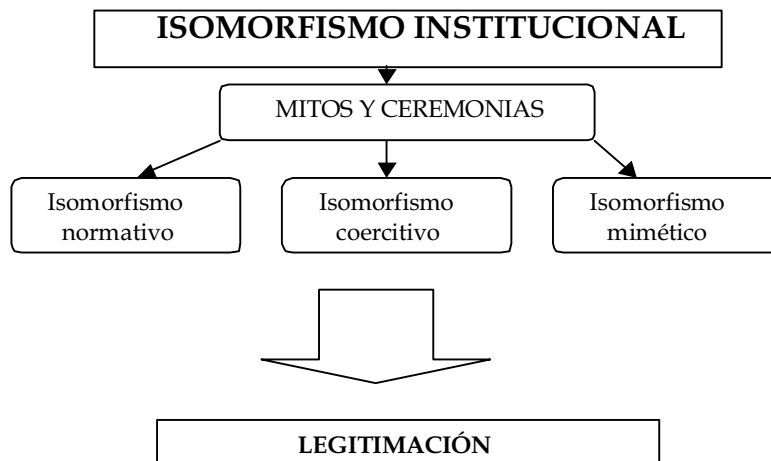 ISOMORFISMO INSTITUCIONAL
MITOS Y CEREMONIAS
Isomorfismo
normativo
Isomorfismo
coercitivo
Isomorfismo
mimético
LEGITIMACIÓN